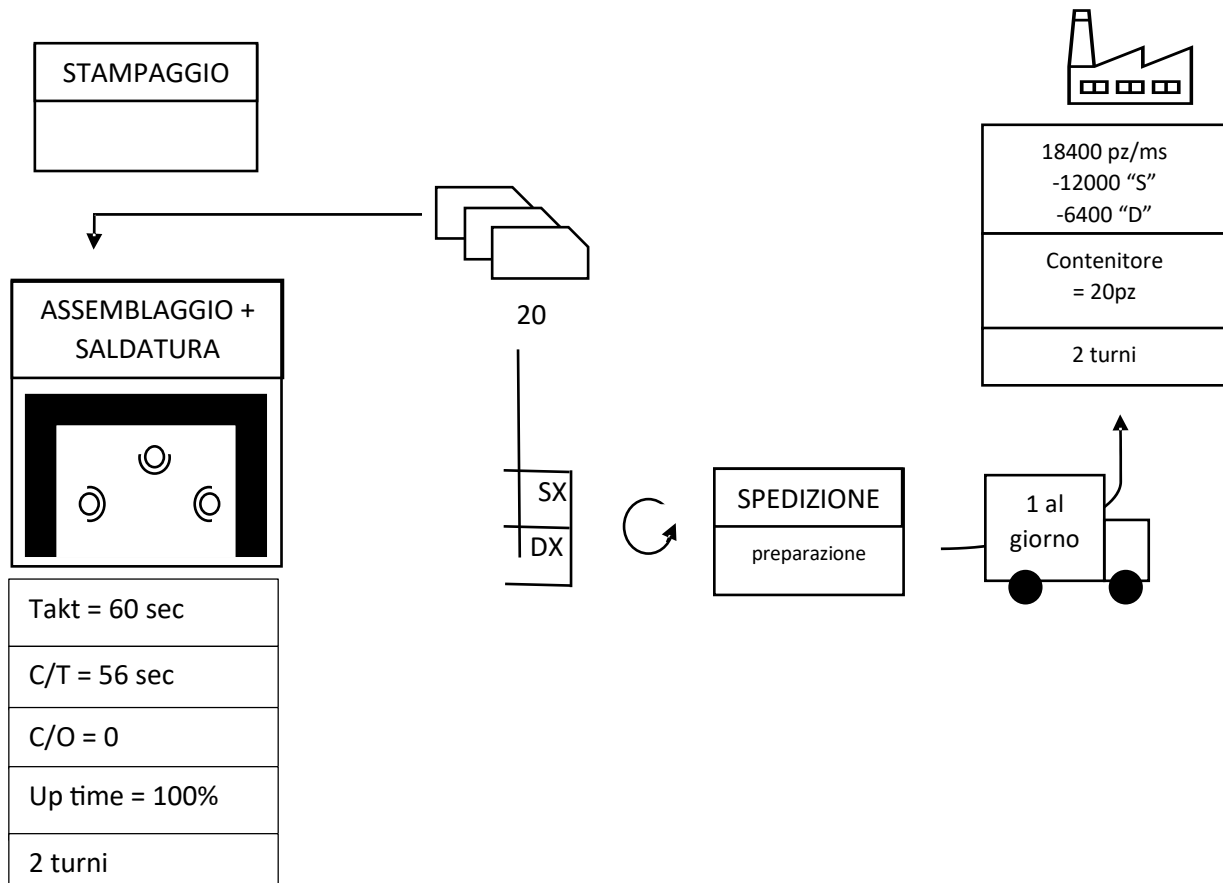 STAMPAGGIO
18400 pz/ms
-12000 “S”
-6400 “D”
Contenitore
= 20pz
2 turni
ASSEMBLAGGIO +
SALDATURA
20
SX
DX
SPEDIZIONE
preparazione
1 al
giorno
Takt = 60 sec
C/T = 56 sec
C/O = 0
Up time = 100%
2 turni